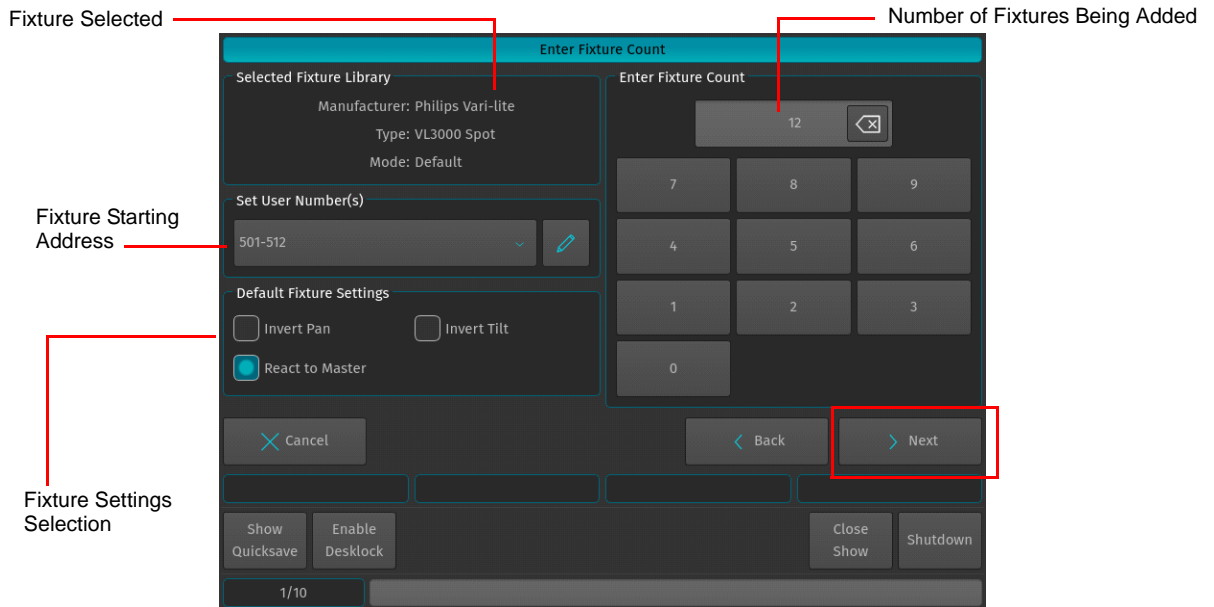 Fixture Selected
Number of Fixtures Being Added
Enter Fixture Count
Selected Fixture Library
Manufacturer: Philips Vari-lite
Type: VL3000 Spot
Mode: Default
Enter Fixture Count
12
7 8 9
4 5 6
1 2 3
0
Fixture Starting
Address
Set User Number(s)
501-512
Default Fixture Settings
Invert Pan
Invert Tilt
React to Master
Cancel
Back
Next
Fixture Settings
Selection
Show
Quicksave
Enable
Desklock
Close
Show
Shutdown
1/10